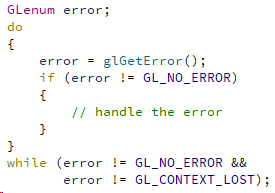 GLenum error;
do
{
    error = glGetError();
    if (error != GL_NO_ERROR)
    {
        // handle the error
    }
}
while (error != GL_NO_ERROR &&
       error != GL_CONTEXT_LOST);